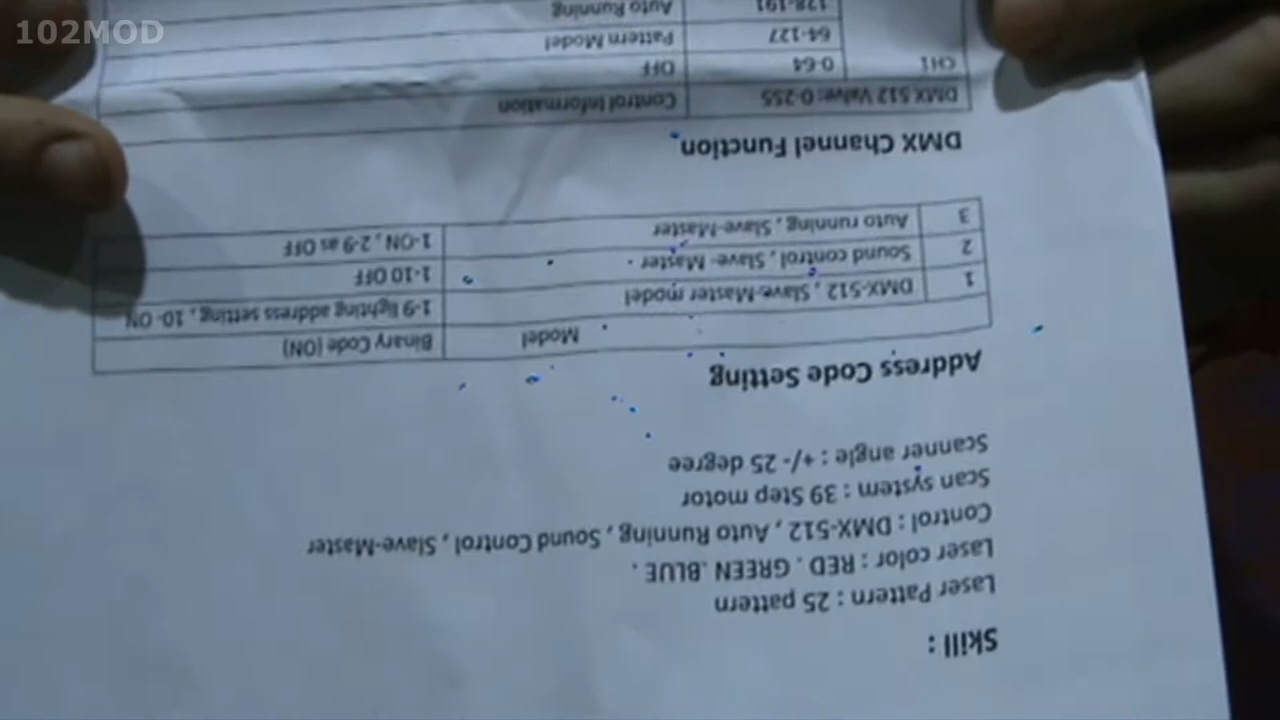 102MOD
Skill :
Laser Pattern : 25 pattern
Laser color : RED . GREEN .BLUE .
Control : DMX-512 , Auto Running , Sound Control , Slave-Master
Scan system : 39 Step motor
Scanner angle : +/- 25 degree
Address Code Setting
Model Binary Code (ON)
1 DMX-512 , Slave-Master model 1-9 lighting address setting , 10- ON
2 Sound control , Slave- Master 1-10 OFF
3 Auto running , Slave-Master 1-ON , 2-9 as OFF
DMX Channel Function
DMX 512 Valve: 0-255 Control Information
CH1 0-64 OFF
64-127 Pattern Model
128-191 Auto Running